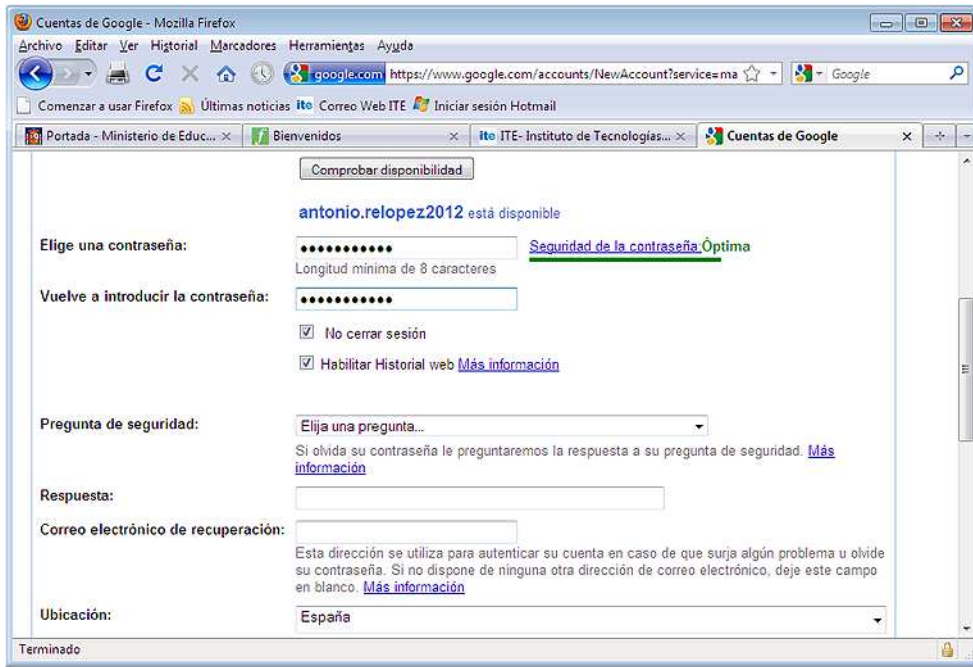 Cuentas de Google - Mozilla Firefox
Archivo Editar Ver Historial Marcadores Herramientas Ayuda
google.com https://www.google.com/accounts/NewAccount?service=ma Google
Comenzar a usar Firefox Últimas noticias ite Correo Web ITE Iniciar sesión Hotmail
Portada - Ministerio de Educ... Bienvenidos ite ITE- Instituto de Tecnologías... Cuentas de Google
Comprobar disponibilidad
antonio.relopez2012 está disponible
Elige una contraseña: ●●●●●●●●●●● Seguridad de la contraseña:Óptima
Longitud mínima de 8 caracteres
Vuelve a introducir la contraseña: ●●●●●●●●●●●
No cerrar sesión
Habilitar Historial web Más información
Pregunta de seguridad: Elija una pregunta...
Si olvida su contraseña le preguntaremos la respuesta a su pregunta de seguridad. Más
información
Respuesta:
Correo electrónico de recuperación:
Esta dirección se utiliza para autenticar su cuenta en caso de que surja algún problema u olvide
su contraseña. Si no dispone de ninguna otra dirección de correo electrónico, deje este campo
en blanco. Más información
Ubicación: España
Terminado